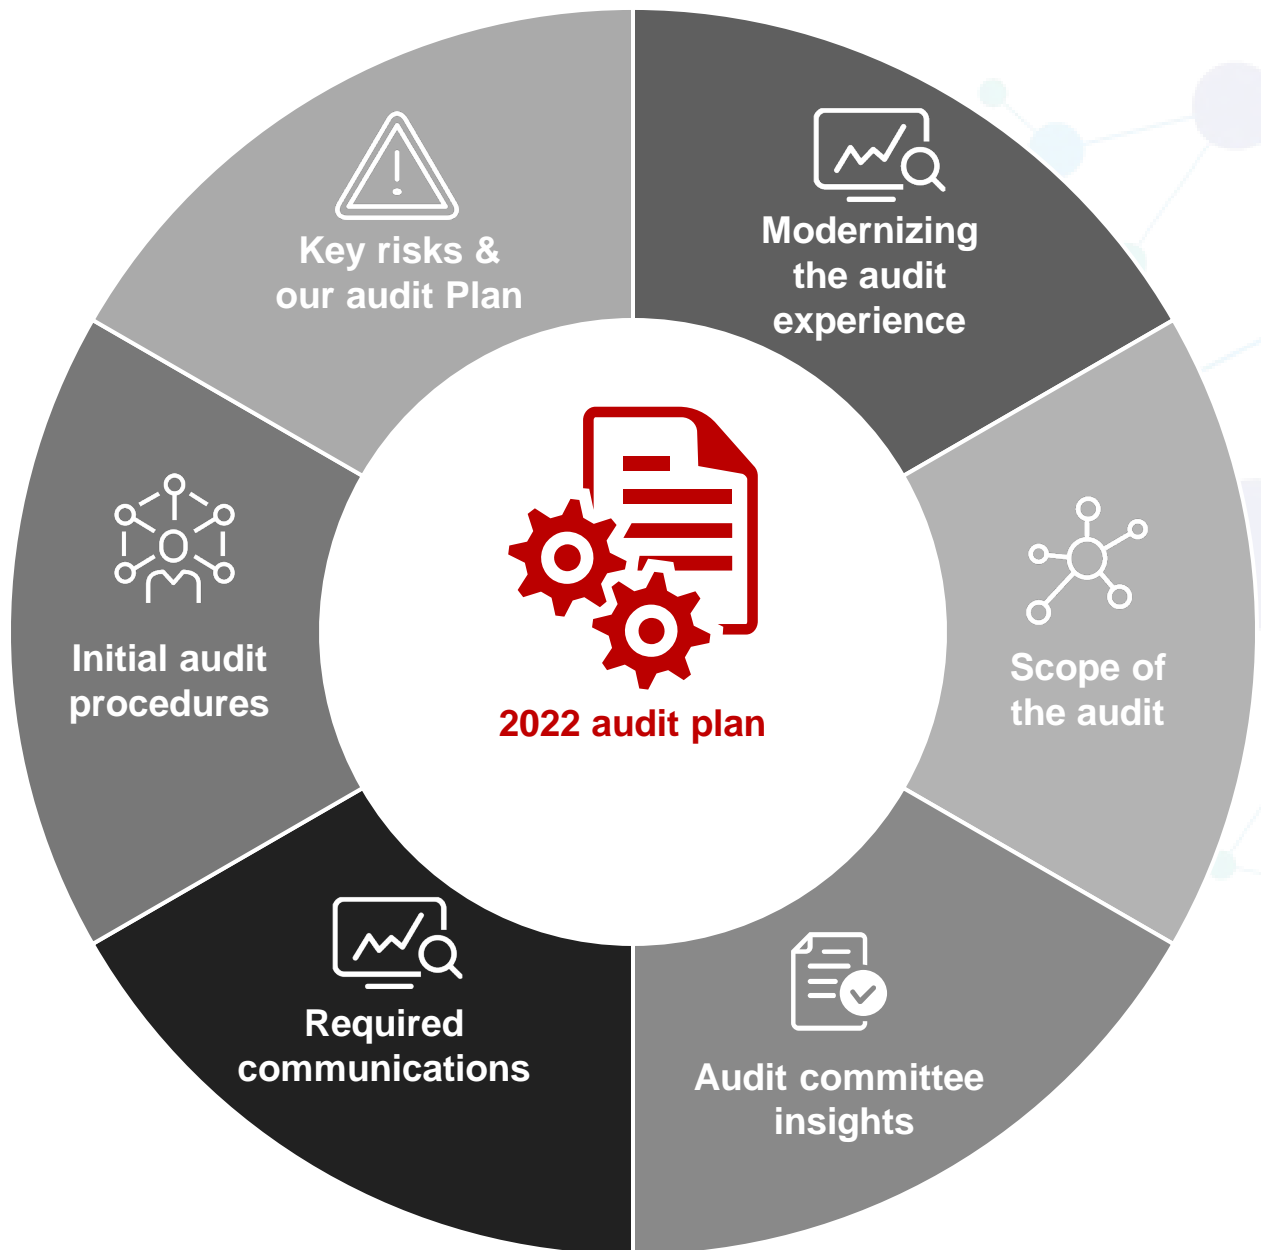 Key risks &
our audit Plan
Modernizing
the audit
experience
Initial audit
procedures
2022 audit plan
Scope of
the audit
Required
communications
Audit committee
insights